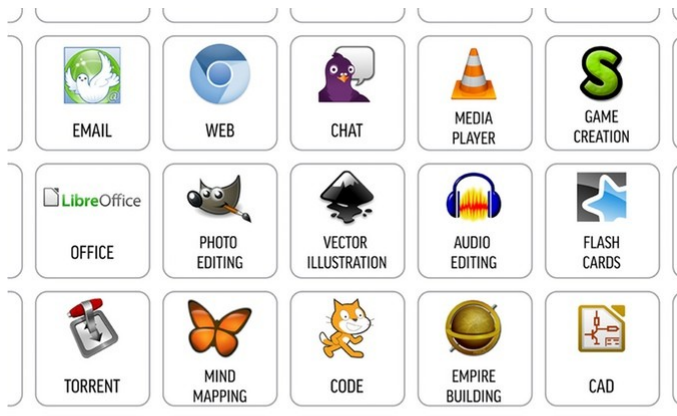 EMAIL
WEB
CHAT
MEDIA
PLAYER
S
GAME
CREATION
LibreOffice
OFFICE
PHOTO
EDITING
VECTOR
ILLUSTRATION
AUDIO
EDITING
FLASH
CARDS
TORRENT
MIND
MAPPING
CODE
EMPIRE
BUILDING
CAD